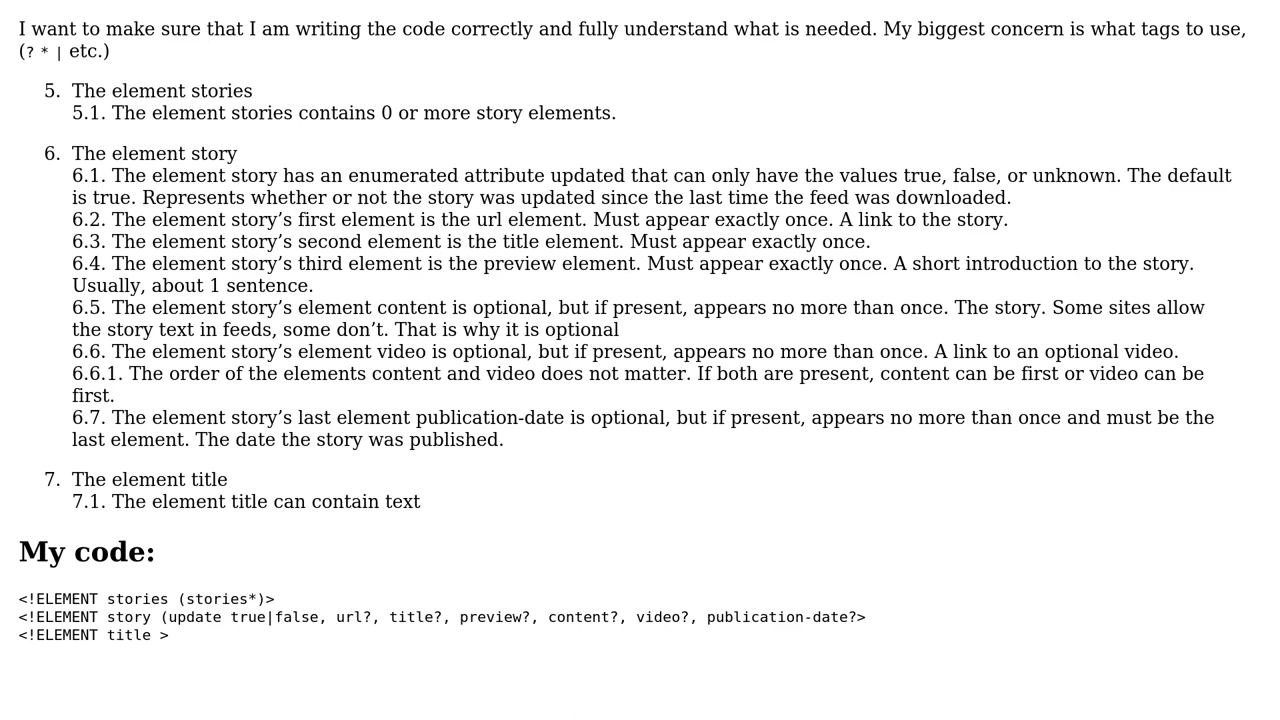 I want to make sure that I am writing the code correctly and fully understand what is needed. My biggest concern is what tags to use,
(? * | etc.)
5. The element stories
5.1. The element stories contains 0 or more story elements.
6. The element story
6.1. The element story has an enumerated attribute updated that can only have the values true, false, or unknown. The default
is true. Represents whether or not the story was updated since the last time the feed was downloaded.
6.2. The element story’s first element is the url element. Must appear exactly once. A link to the story.
6.3. The element story’s second element is the title element. Must appear exactly once.
6.4. The element story’s third element is the preview element. Must appear exactly once. A short introduction to the story.
Usually, about 1 sentence.
6.5. The element story’s element content is optional, but if present, appears no more than once. The story. Some sites allow
the story text in feeds, some don’t. That is why it is optional
6.6. The element story’s element video is optional, but if present, appears no more than once. A link to an optional video.
6.6.1. The order of the elements content and video does not matter. If both are present, content can be first or video can be
first.
6.7. The element story’s last element publication-date is optional, but if present, appears no more than once and must be the
last element. The date the story was published.
7. The element title
7.1. The element title can contain text
My code:
<!ELEMENT stories (stories*)>
<!ELEMENT story (update true|false, url?, title?, preview?, content?, video?, publication-date?>
<!ELEMENT title >